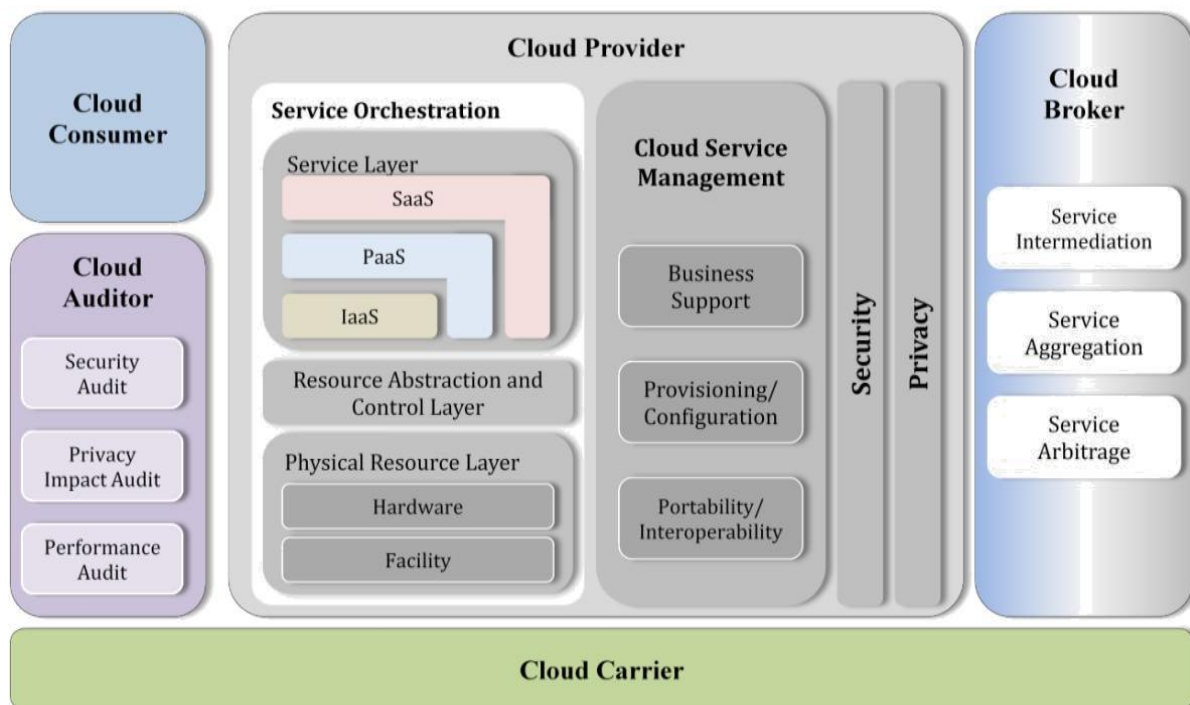 Cloud
Consumer
Cloud
Auditor
Security
Audit
Privacy
Impact Audit
Performance
Audit
Cloud Provider
Service Orchestration
Service Layer
SaaS
PaaS
IaaS
Resource Abstraction and
Control Layer
Physical Resource Layer
Hardware
Facility
Cloud Service
Management
Business
Support
Provisioning/
Configuration
Portability/
Interoperability
Security
Privacy
Cloud
Broker
Service
Intermediation
Service
Aggregation
Service
Arbitrage
Cloud Carrier